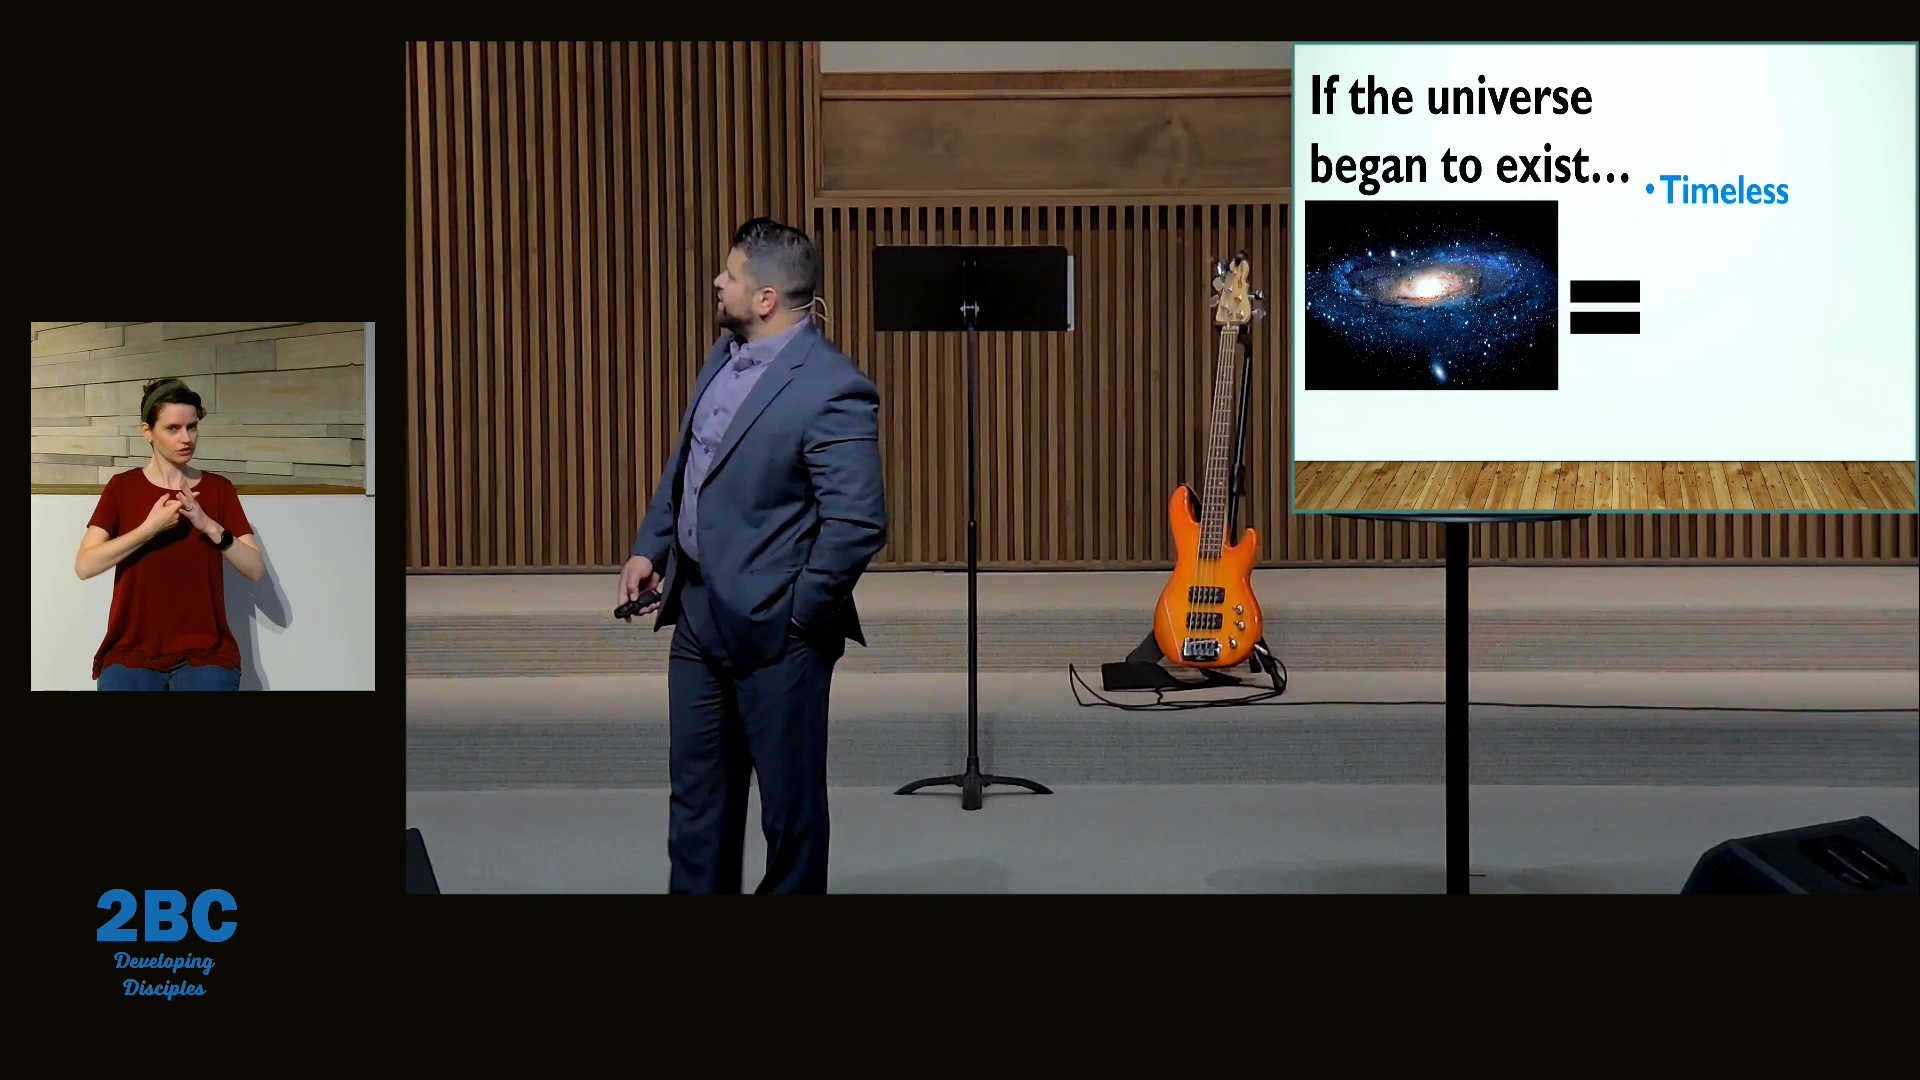 If the universe
began to exist...
• Timeless
2BC
Developing
Disciples